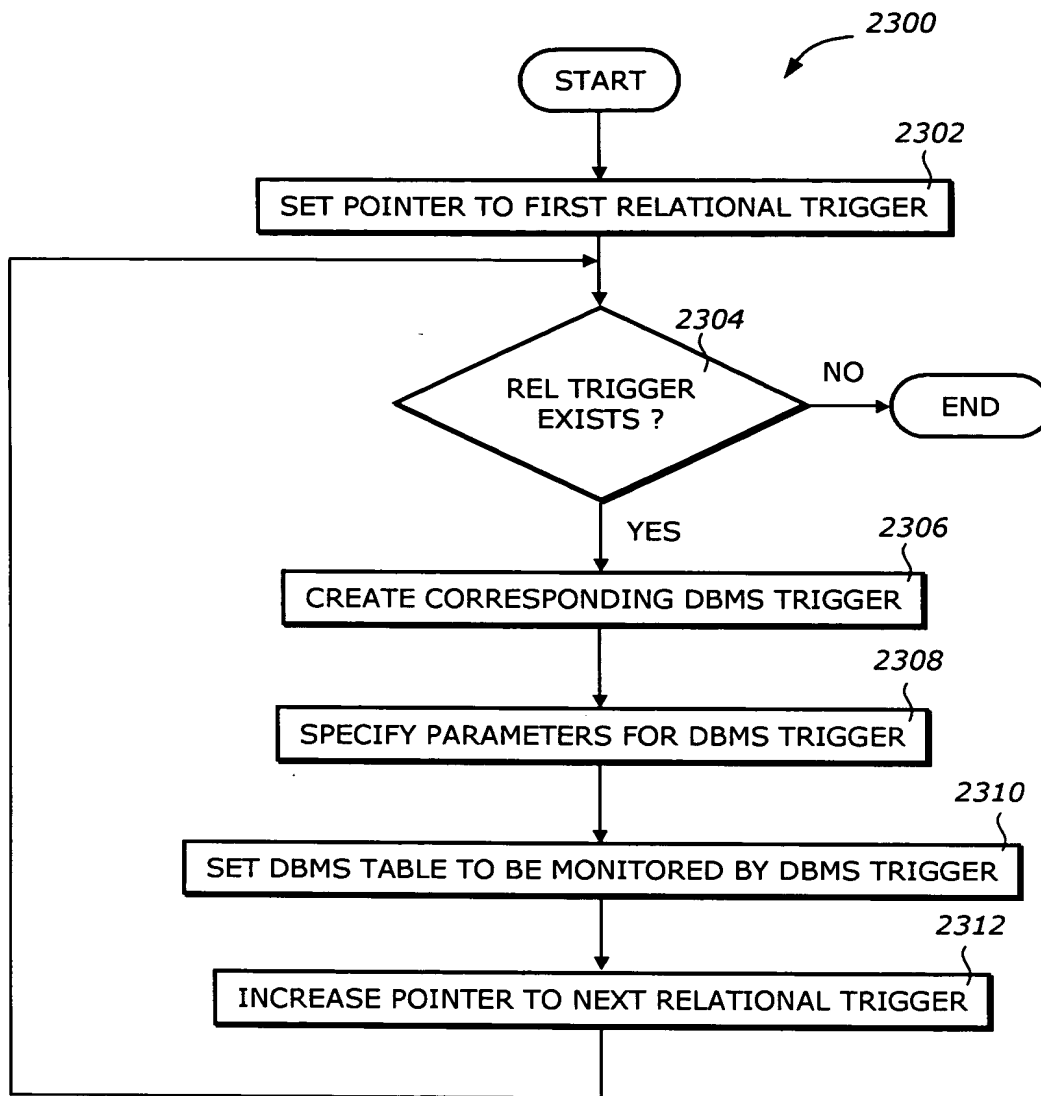 2300
START
2302
SET POINTER TO FIRST RELATIONAL TRIGGER
2304
REL TRIGGER
EXISTS ?
NO
END
YES
2306
CREATE CORRESPONDING DBMS TRIGGER
2308
SPECIFY PARAMETERS FOR DBMS TRIGGER
2310
SET DBMS TABLE TO BE MONITORED BY DBMS TRIGGER
2312
INCREASE POINTER TO NEXT RELATIONAL TRIGGER